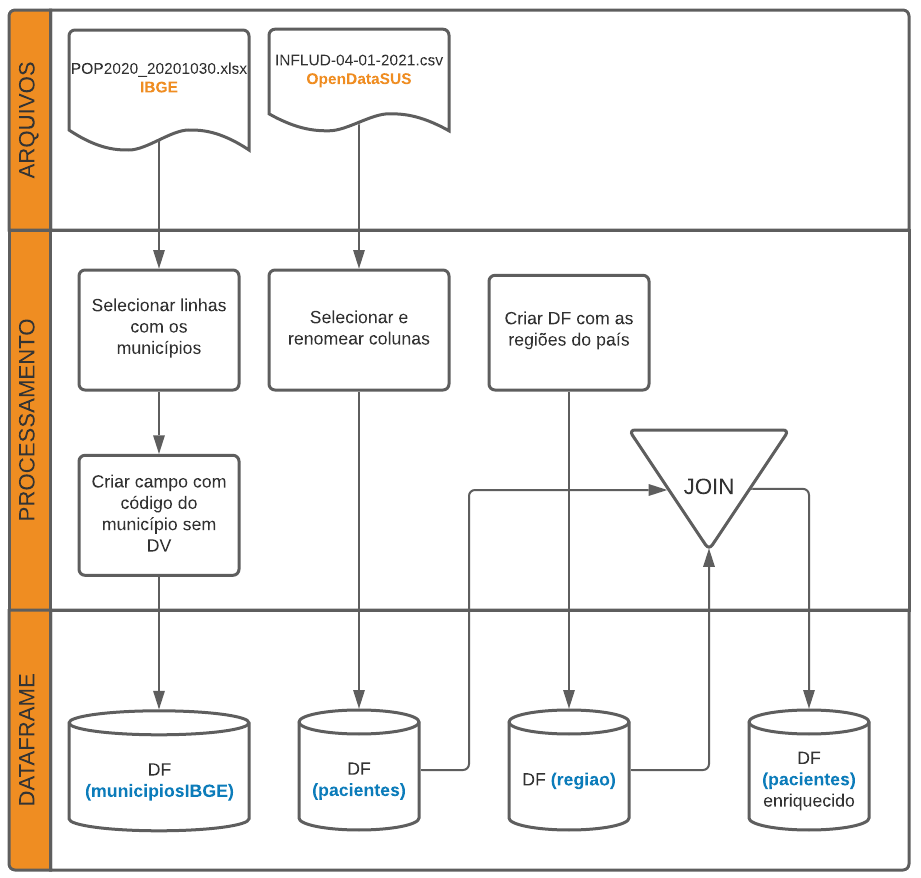 ARQUIVOS
POP2020_20201030.xlsx
IBGE
INFLUD-04-01-2021.csv
OpenDataSUS
PROCESSAMENTO
Selecionar linhas
com os
municípios
Selecionar e
renomear colunas
Criar DF com as
regiões do país
Criar campo com
código do
município sem
DV
JOIN
DATAFRAME
DF
(municipiosIBGE)
DF
(pacientes)
DF (regiao)
DF
(pacientes)
enriquecido